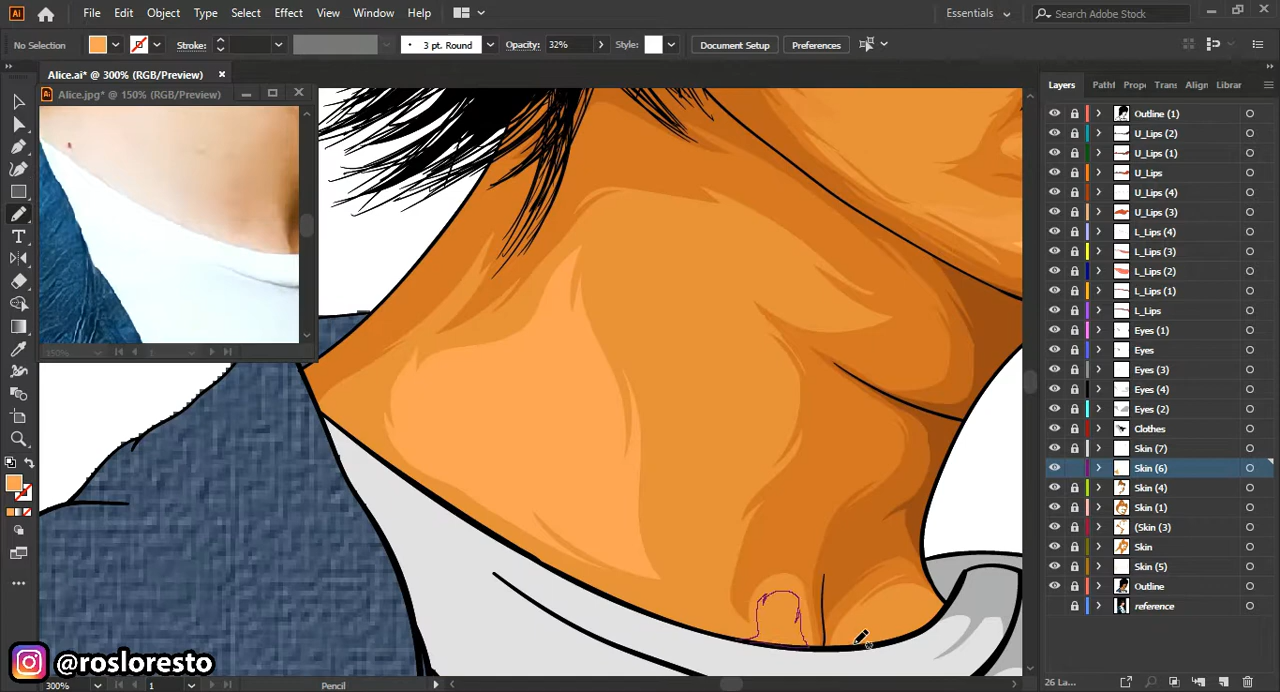 Ai File Edit Object Type Select Effect View Window Help Essentials Search Adobe Stock
No Selection Stroke: 3 pt. Round Opacity: 32% Style: Document Setup Preferences
Alice.ai* @ 300% (RGB/Preview)
Layers Pathf Prope Trans Align Librar
Ai Alice.jpg* @ 150% (RGB/Preview)
Outline (1)
U_Lips (2)
U_Lips (1)
U_Lips
U_Lips (4)
U_Lips (3)
L_Lips (4)
L_Lips (3)
L_Lips (2)
L_Lips (1)
L_Lips
Eyes (1)
Eyes
Eyes (3)
Eyes (4)
Eyes (2)
Clothes
Skin (7)
Skin (6)
Skin (4)
Skin (1)
(Skin (3)
Skin
Skin (5)
Outline
reference
150% 1
@rosloresto
300% 1 Pencil
26 La...